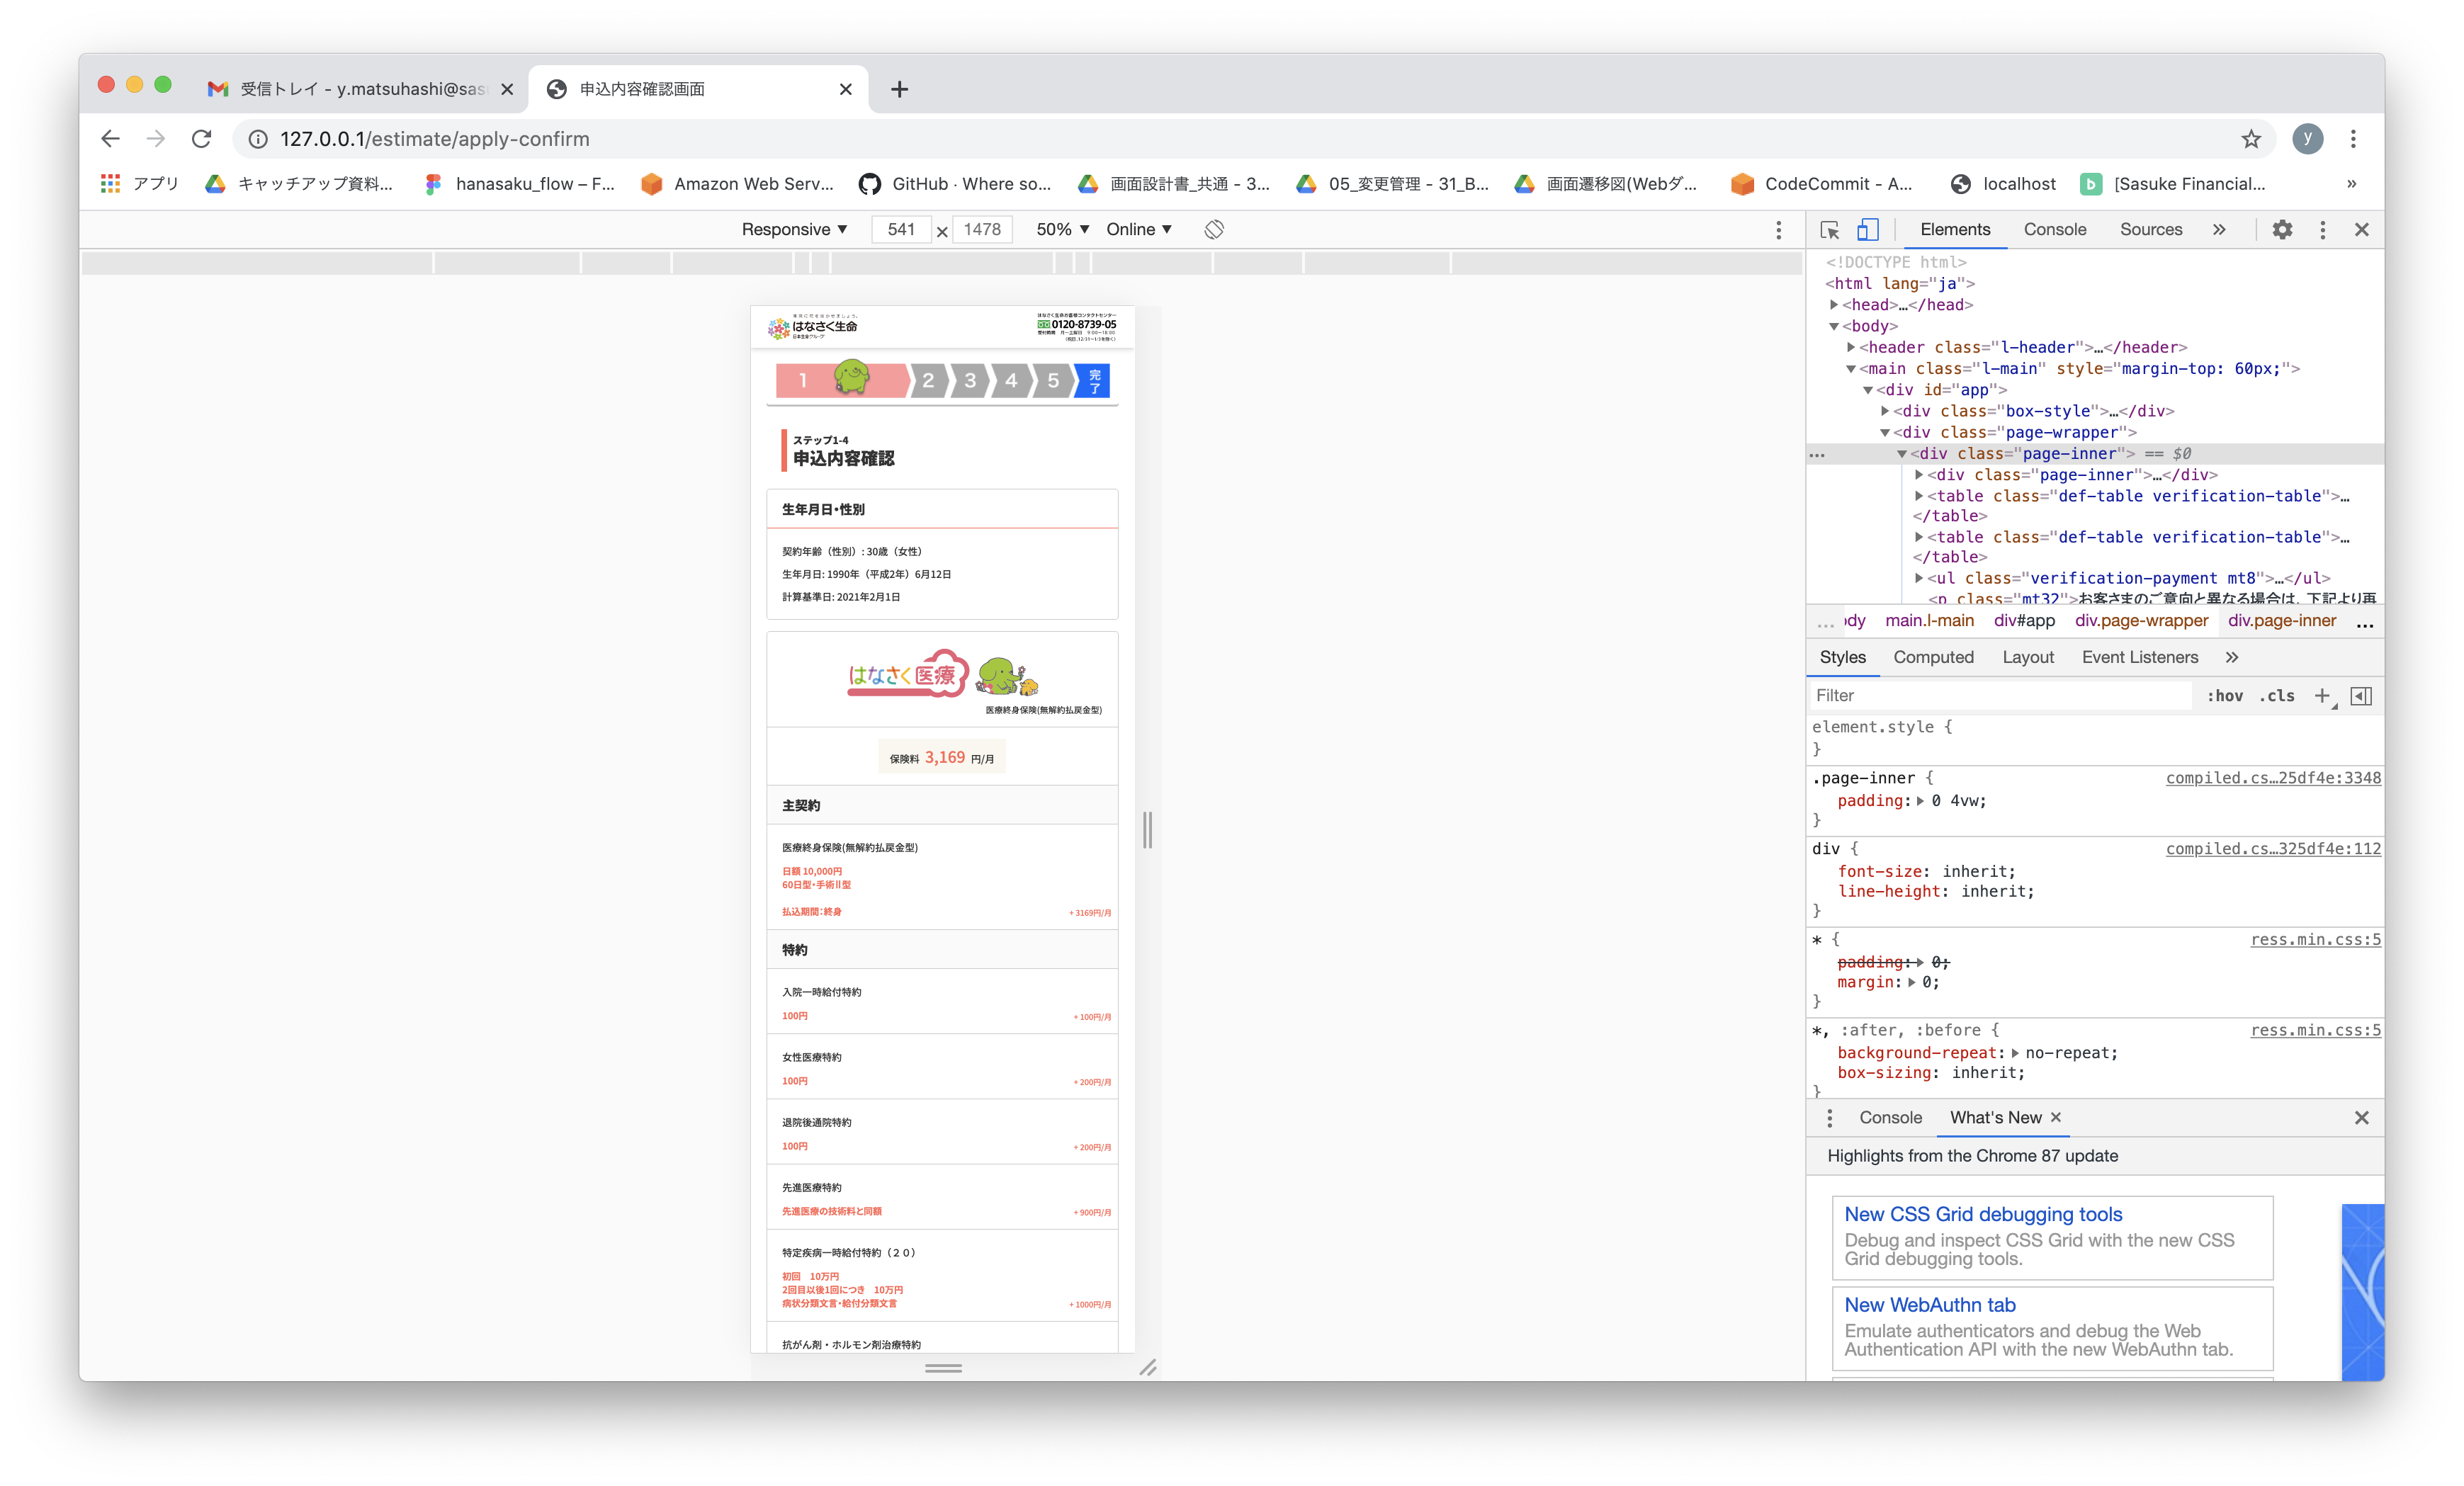 受信トレイ - y.matsuhashi@sas
申込内容確認画面
127.0.0.1/estimate/apply-confirm
y
アプリ
キャッチアップ資料...
hanasaku_flow – F...
Amazon Web Serv...
GitHub · Where so...
画面設計書_共通 - 3...
05_変更管理 - 31_B...
画面遷移図(Webダ...
CodeCommit - A...
localhost
[Sasuke Financial...
»
Responsive ▼
541 × 1478
50% ▼
Online ▼
はなさく生命
日本生命グループ
はなさく生命お客様コンタクトセンター
0120-8739-05
1
2
3
4
5
完了
ステップ1-4
申込内容確認
生年月日・性別
契約年齢（性別）: 30歳（女性）
生年月日: 1990年（平成2年）6月12日
計算基準日: 2021年2月1日
はなさく医療
医療終身保険(無解約払戻金型)
保険料 3,169 円/月
主契約
医療終身保険(無解約払戻金型)
日額 10,000円
60日型・手術Ⅱ型
払込期間：終身
+3169円/月
特約
入院一時給付特約
100円
+100円/月
女性医療特約
100円
+200円/月
退院後通院特約
100円
+200円/月
先進医療特約
先進医療の技術料と同額
+900円/月
特定疾病一時給付特約（２０）
初回　10万円
2回目以後1回につき　10万円
病状分類文言・給付分類文言
+1000円/月
抗がん剤・ホルモン剤治療特約
Elements
Console
Sources
»
<!DOCTYPE html>
<html lang="ja">
▶<head>…</head>
▼<body>
▶<header class="l-header">…</header>
▼<main class="l-main" style="margin-top: 60px;">
▼<div id="app">
▶<div class="box-style">…</div>
▼<div class="page-wrapper">
… ▼<div class="page-inner"> == $0
▶<div class="page-inner">…</div>
▶<table class="def-table verification-table">…
</table>
▶<table class="def-table verification-table">…
</table>
▶<ul class="verification-payment mt8">…</ul>
<p class="mt32">お客さまのご意向と異なる場合は、下記より再
... ody main.l-main div#app div.page-wrapper div.page-inner ...
Styles
Computed
Layout
Event Listeners
»
Filter
:hov .cls +
element.style {
}
.page-inner {
compiled.cs…25df4e:3348
padding:▶ 0 4vw;
}
div {
compiled.cs…325df4e:112
font-size: inherit;
line-height: inherit;
}
* {
ress.min.css:5
padding:▶ 0;
margin:▶ 0;
}
*, :after, :before {
ress.min.css:5
background-repeat:▶ no-repeat;
box-sizing: inherit;
}
Console
What's New ×
Highlights from the Chrome 87 update
New CSS Grid debugging tools
Debug and inspect CSS Grid with the new CSS
Grid debugging tools.
New WebAuthn tab
Emulate authenticators and debug the Web
Authentication API with the new WebAuthn tab.